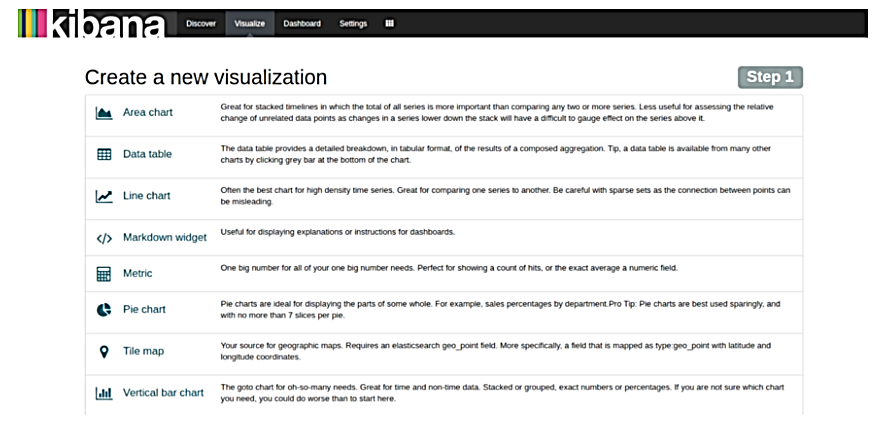 kibana Discover Visualize Dashboard Settings
Create a new visualization Step 1
Area chart Great for stacked timelines in which the total of all series is more important than comparing any two or more series. Less useful for assessing the relative
change of unrelated data points as changes in a series lower down the stack will have a difficult to gauge effect on the series above it.
Data table The data table provides a detailed breakdown, in tabular format, of the results of a composed aggregation. Tip, a data table is available from many other
charts by clicking grey bar at the bottom of the chart.
Line chart Often the best chart for high density time series. Great for comparing one series to another. Be careful with sparse sets as the connection between points can
be misleading.
Markdown widget Useful for displaying explanations or instructions for dashboards.
Metric One big number for all of your one big number needs. Perfect for showing a count of hits, or the exact average a numeric field.
Pie chart Pie charts are ideal for displaying the parts of some whole. For example, sales percentages by department.Pro Tip: Pie charts are best used sparingly, and
with no more than 7 slices per pie.
Tile map Your source for geographic maps. Requires an elasticsearch geo_point field. More specifically, a field that is mapped as type:geo_point with latitude and
longitude coordinates.
Vertical bar chart The goto chart for oh-so-many needs. Great for time and non-time data. Stacked or grouped, exact numbers or percentages. If you are not sure which chart
you need, you could do worse than to start here.